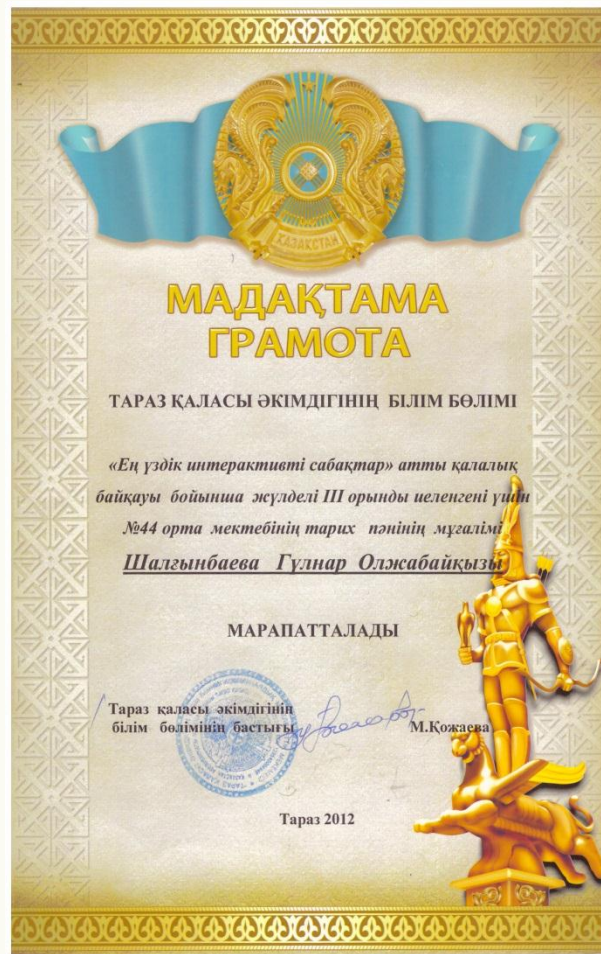 ҚАЗАҚСТАН
МАДАҚТАМА
ГРАМОТА
ТАРАЗ ҚАЛАСЫ ӘКІМДІГІНІҢ БІЛІМ БӨЛІМІ
«Ең үздік интерактивті сабақтар» атты қалалық
байқауы бойынша жүлделі III орынды иеленгені үшін
№44 орта мектебінің тарих пәнінің мұғалімі
Шалғынбаева Гүлнар Олжабайқызы
МАРАПАТТАЛАДЫ
Тараз қаласы әкімдігінің
білім бөлімінің бастығы М.Қожаева
Тараз 2012